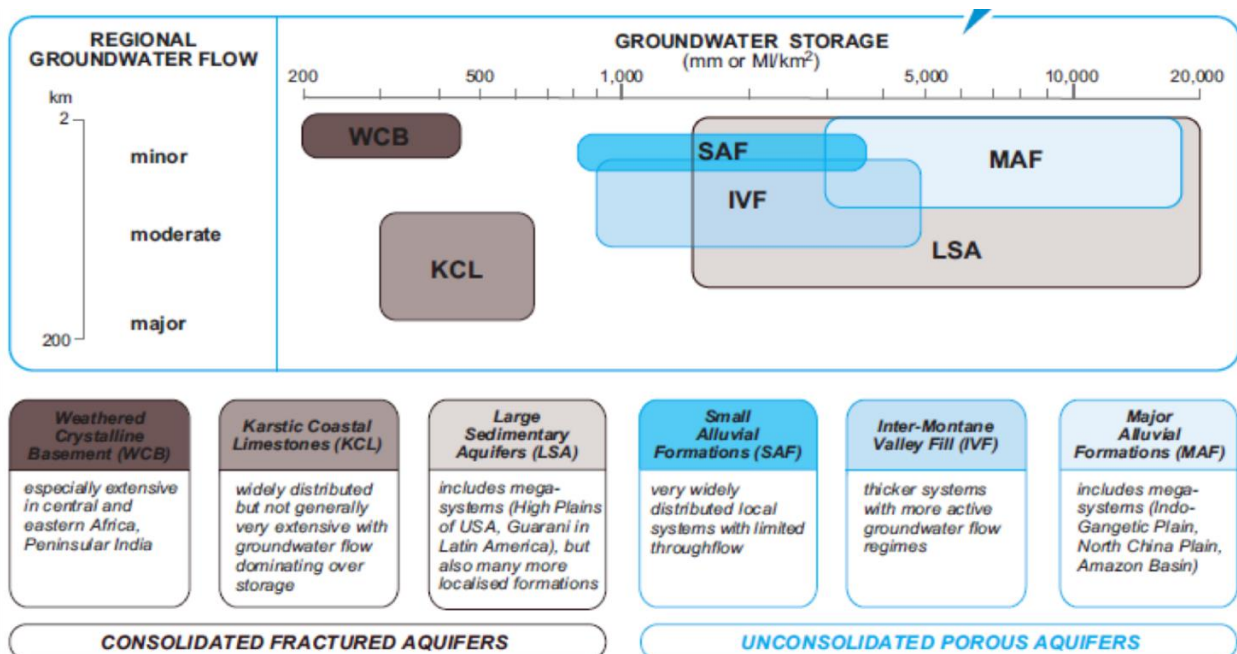 REGIONAL
GROUNDWATER FLOW
GROUNDWATER STORAGE
(mm or Ml/km²)
200 500 1,000 5,000 10,000 20,000
km
2
minor
moderate
major
200
WCB
SAF
MAF
IVF
KCL
LSA
Weathered
Crystalline
Basement (WCB)
especially extensive
in central and
eastern Africa,
Peninsular India
Karstic Coastal
Limestones (KCL)
widely distributed
but not generally
very extensive with
groundwater flow
dominating over
storage
Large
Sedimentary
Aquifers (LSA)
includes mega-
systems (High Plains
of USA, Guarani in
Latin America), but
also many more
localised formations
Small
Alluvial
Formations (SAF)
very widely
distributed local
systems with limited
throughflow
Inter-Montane
Valley Fill (IVF)
thicker systems
with more active
groundwater flow
regimes
Major
Alluvial
Formations (MAF)
includes mega-
systems (Indo-
Gangetic Plain,
North China Plain,
Amazon Basin)
CONSOLIDATED FRACTURED AQUIFERS
UNCONSOLIDATED POROUS AQUIFERS